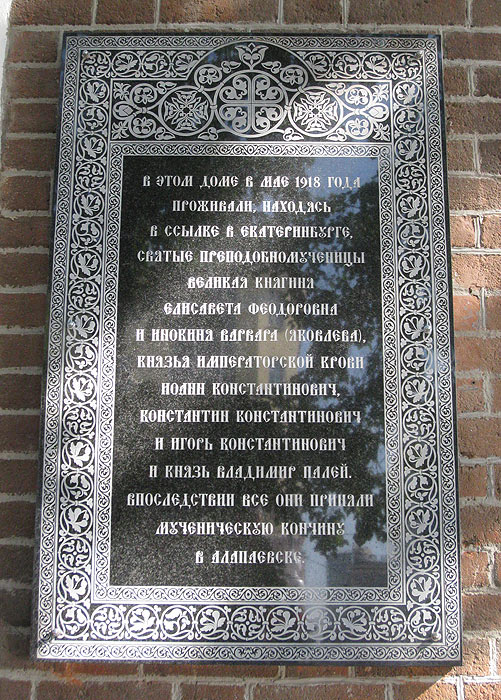 В ЭТОМ ДОМЕ В МАЕ 1918 ГОДА
ПРОЖИВАЛИ, НАХОДЯСЬ
В ССЫЛКЕ В ЕКАТЕРИНБУРГЕ,
СВЯТЫЕ ПРЕПОДОБНОМУЧЕНИЦЫ
ВЕЛИКАЯ КНЯГИНЯ
ЕЛИСАВЕТА ФЕОДОРОВНА
И ИНОКИНЯ ВАРВАРА (ЯКОВЛЕВА),
КНЯЗЬЯ ИМПЕРАТОРСКОЙ КРОВИ
ИОАНН КОНСТАНТИНОВИЧ,
КОНСТАНТИН КОНСТАНТИНОВИЧ
И ИГОРЬ КОНСТАНТИНОВИЧ
И КНЯЗЬ ВЛАДИМИР ПАЛЕЙ.
ВПОСЛЕДСТВИИ ВСЕ ОНИ ПРИНЯЛИ
МУЧЕНИЧЕСКУЮ КОНЧИНУ
В АЛАПАЕВСКЕ.